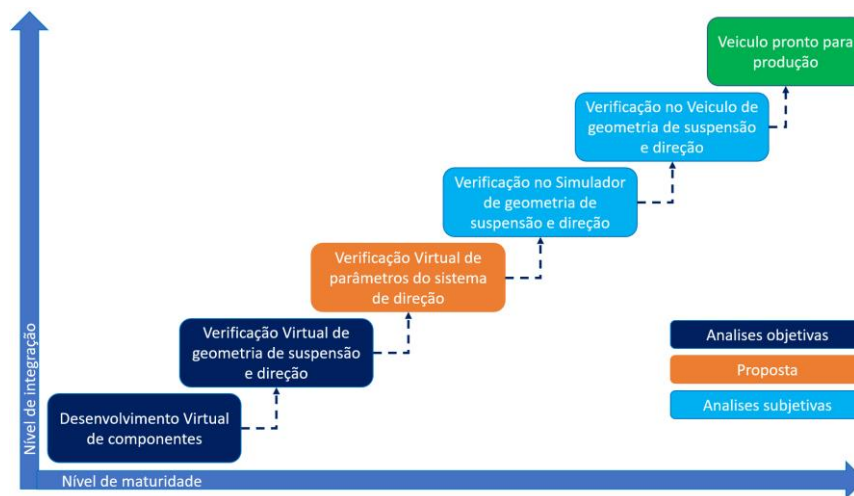 Veiculo pronto para
produção
Verificação no Veiculo de
geometria de suspensão
e direção
Verificação no Simulador
de geometria de
suspensão e direção
Verificação Virtual de
parâmetros do sistema
de direção
Verificação Virtual de
geometria de suspensão
e direção
Desenvolvimento Virtual
de componentes
Nível de integração
Nível de maturidade
Analises objetivas
Proposta
Analises subjetivas